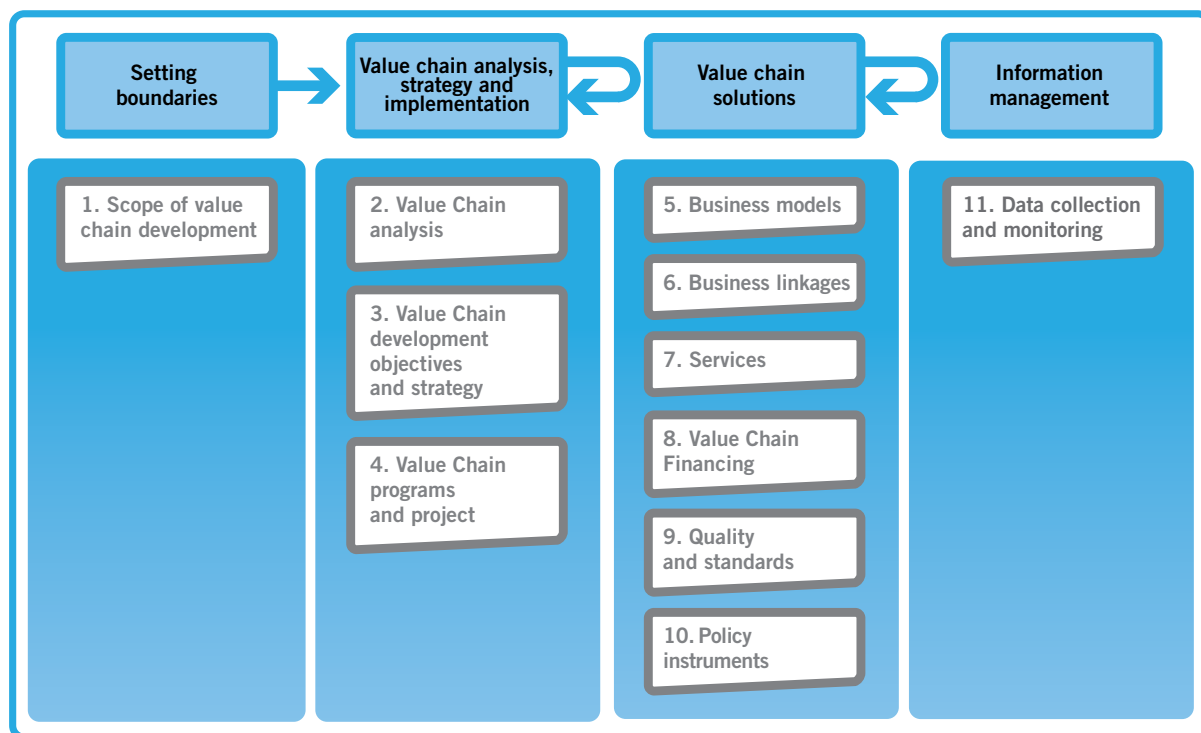 Setting
boundaries
Value chain analysis,
strategy and
implementation
Value chain
solutions
Information
management
1. Scope of value
chain development
2. Value Chain
analysis
3. Value Chain
development
objectives
and strategy
4. Value Chain
programs
and project
5. Business models
6. Business linkages
7. Services
8. Value Chain
Financing
9. Quality
and standards
10. Policy
instruments
11. Data collection
and monitoring